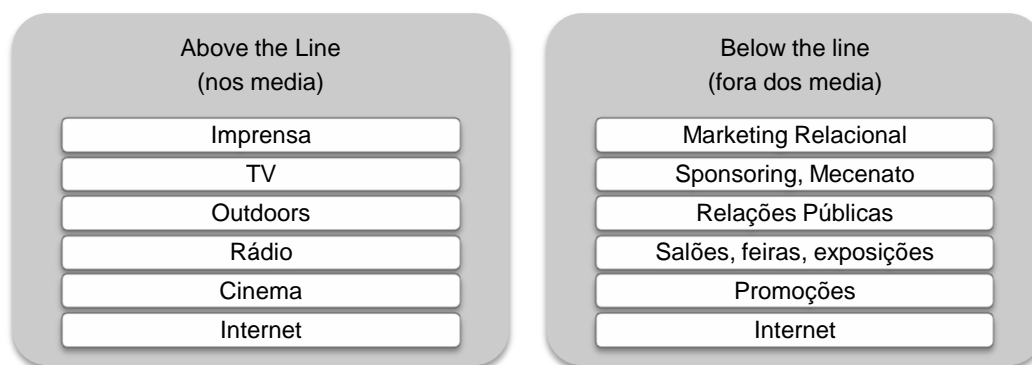 Above the Line
(nos media)
Imprensa
TV
Outdoors
Rádio
Cinema
Internet
Below the line
(fora dos media)
Marketing Relacional
Sponsoring, Mecenato
Relações Públicas
Salões, feiras, exposições
Promoções
Internet